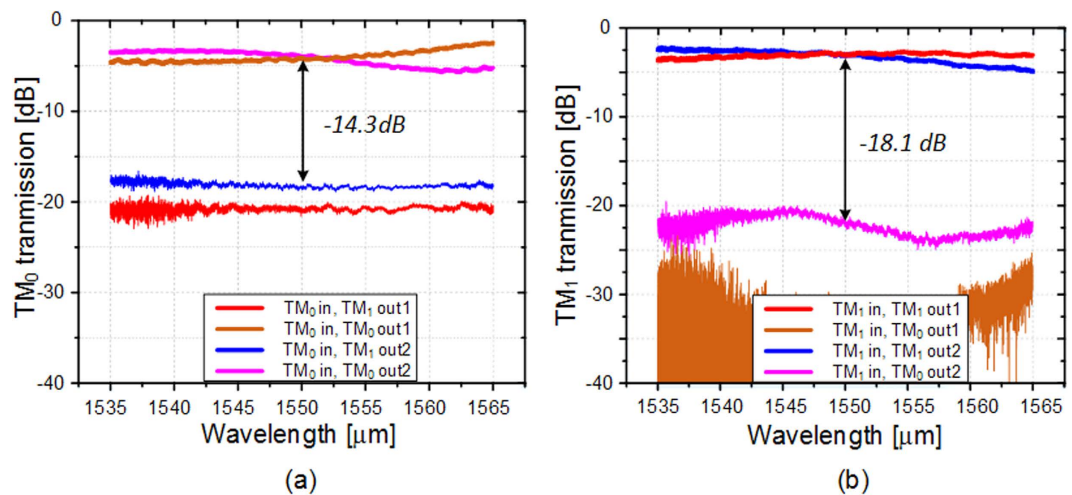 0
-10
-20
-30
-40
TM₀ tranmission [dB]
-14.3dB
TM₀ in, TM₁ out1
TM₀ in, TM₀ out1
TM₀ in, TM₁ out2
TM₀ in, TM₀ out2
1535 1540 1545 1550 1555 1560 1565
Wavelength [μm]
(a)
0
-10
-20
-30
-40
TM₁ tranmission [dB]
-18.1 dB
TM₁ in, TM₁ out1
TM₁ in, TM₀ out1
TM₁ in, TM₁ out2
TM₁ in, TM₀ out2
1535 1540 1545 1550 1555 1560 1565
Wavelength [μm]
(b)